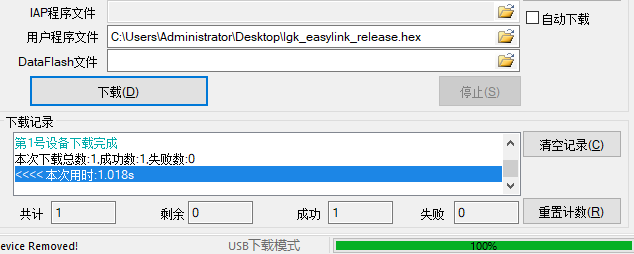 IAP程序文件
自动下载
用户程序文件 C:\Users\Administrator\Desktop\lgk_easylink_release.hex
DataFlash文件
下载(D) 停止(S)
下载记录
第1号设备下载完成
本次下载总数:1,成功数:1,失败数:0
<<<< 本次用时:1.018s
清空记录(C)
共计 1 剩余 0 成功 1 失败 0 重置计数(R)
evice Removed! USB下载模式 100%